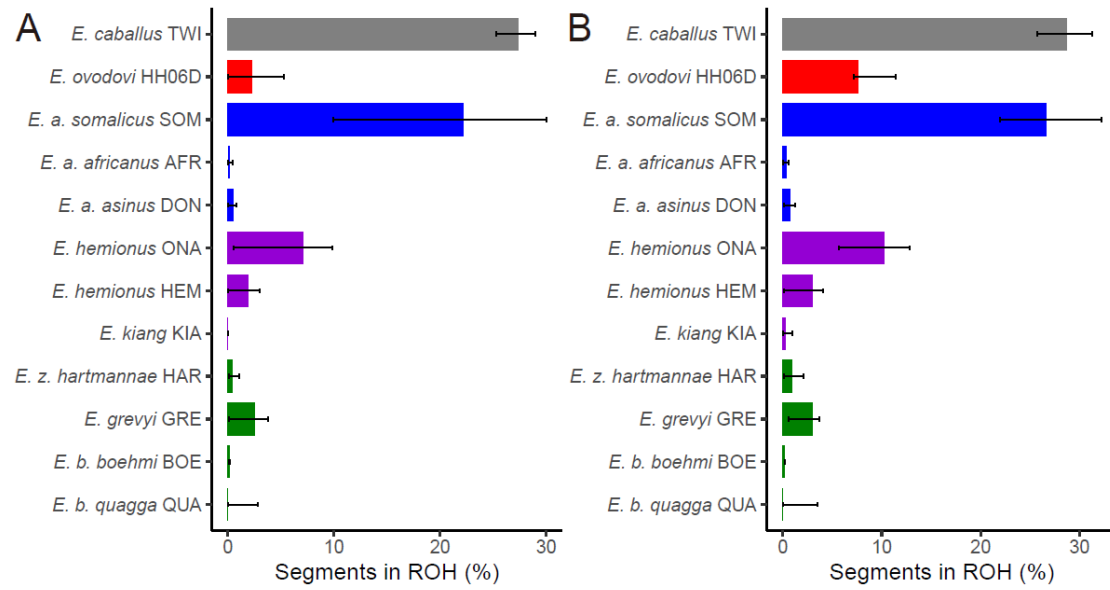 A
E. caballus TWI
E. ovodovi HH06D
E. a. somalicus SOM
E. a. africanus AFR
E. a. asinus DON
E. hemionus ONA
E. hemionus HEM
E. kiang KIA
E. z. hartmannae HAR
E. grevyi GRE
E. b. boehmi BOE
E. b. quagga QUA
0 10 20 30
Segments in ROH (%)
B
E. caballus TWI
E. ovodovi HH06D
E. a. somalicus SOM
E. a. africanus AFR
E. a. asinus DON
E. hemionus ONA
E. hemionus HEM
E. kiang KIA
E. z. hartmannae HAR
E. grevyi GRE
E. b. boehmi BOE
E. b. quagga QUA
0 10 20 30
Segments in ROH (%)